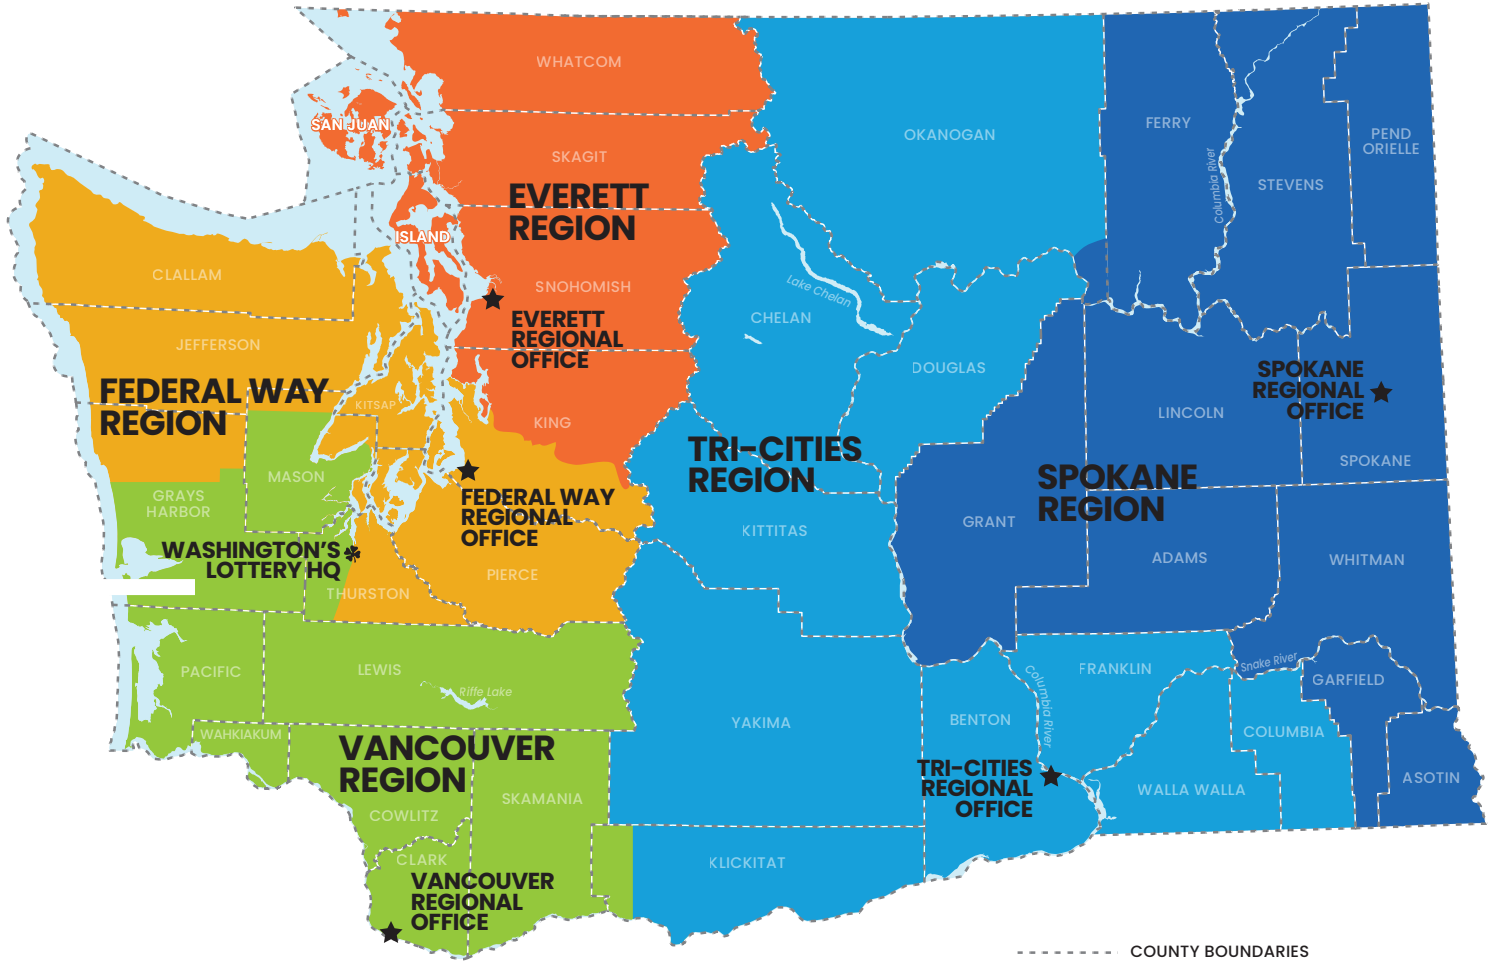 WHATCOM
SAN JUAN
SKAGIT
OKANOGAN
FERRY
PEND
ORIELLE
STEVENS
Columbia River
EVERETT
REGION
ISLAND
CLALLAM
SNOHOMISH
Lake Chelan
CHELAN
EVERETT
REGIONAL
OFFICE
JEFFERSON
DOUGLAS
FEDERAL WAY
REGION
KITSAP
KING
SPOKANE
REGIONAL
OFFICE
LINCOLN
TRI-CITIES
REGION
SPOKANE
SPOKANE
REGION
MASON
GRAYS
HARBOR
FEDERAL WAY
REGIONAL
OFFICE
KITTITAS
GRANT
WASHINGTON'S
LOTTERY HQ
PIERCE
THURSTON
ADAMS
WHITMAN
PACIFIC
LEWIS
Riffe Lake
FRANKLIN
Snake River
GARFIELD
Columbia River
WAHKIAKUM
YAKIMA
BENTON
COLUMBIA
VANCOUVER
REGION
TRI-CITIES
REGIONAL
OFFICE
ASOTIN
SKAMANIA
WALLA WALLA
COWLITZ
CLARK
KLICKITAT
VANCOUVER
REGIONAL
OFFICE
COUNTY BOUNDARIES